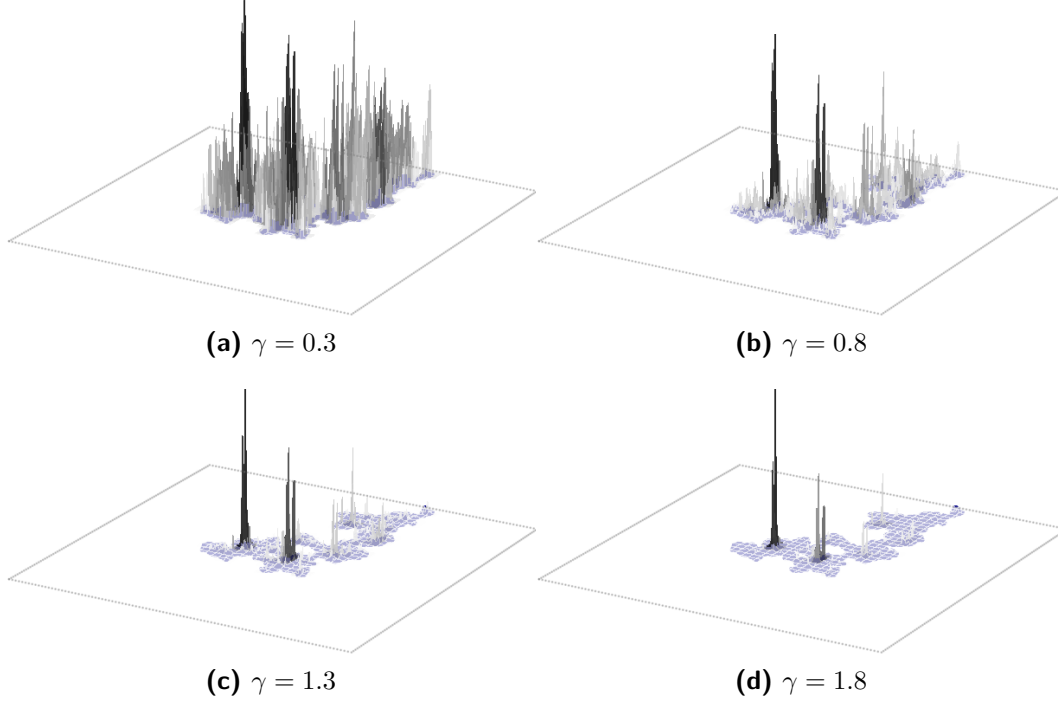 (a) γ = 0.3
(b) γ = 0.8
(c) γ = 1.3
(d) γ = 1.8